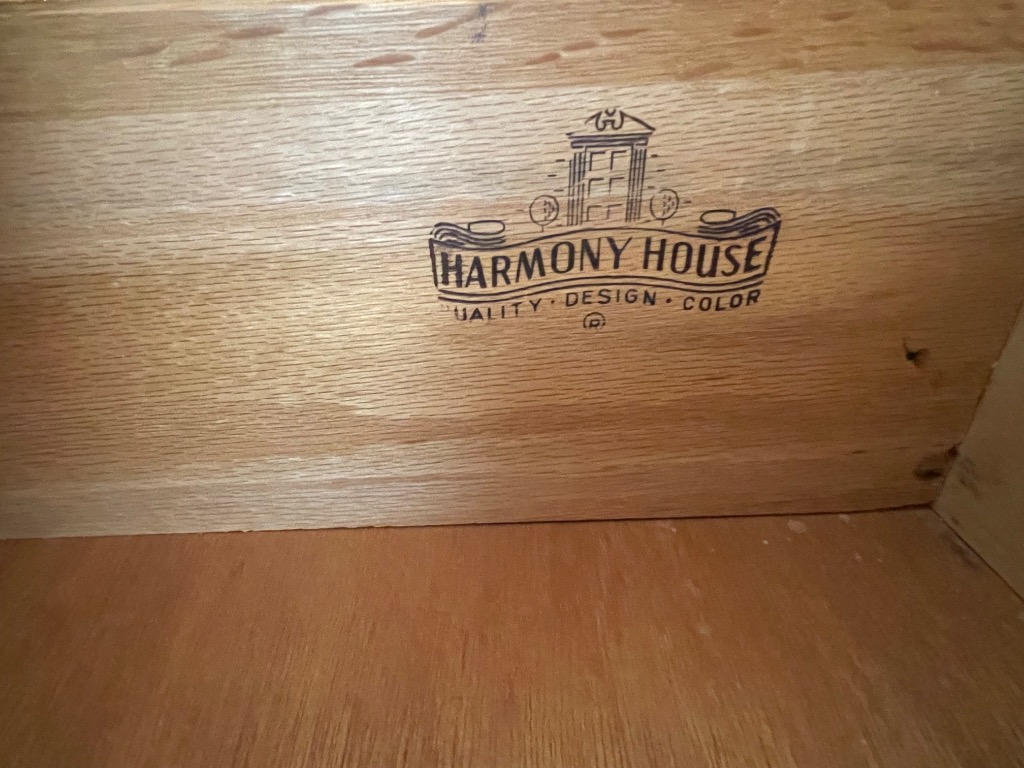 HARMONY HOUSE
UALITY · DESIGN · COLOR
®